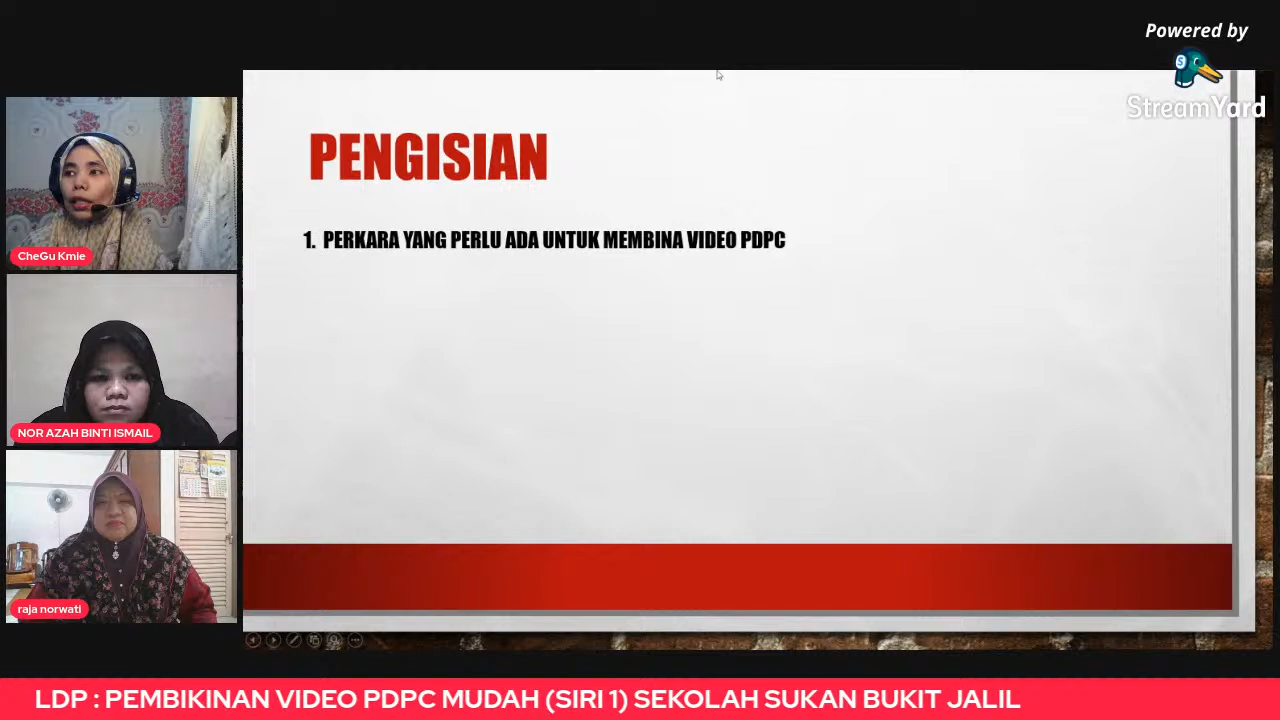 Powered by
StreamYard
PENGISIAN
1. PERKARA YANG PERLU ADA UNTUK MEMBINA VIDEO PDPC
CheGu Kmie
NOR AZAH BINTI ISMAIL
raja norwati
LDP : PEMBIKINAN VIDEO PDPC MUDAH (SIRI 1) SEKOLAH SUKAN BUKIT JALIL